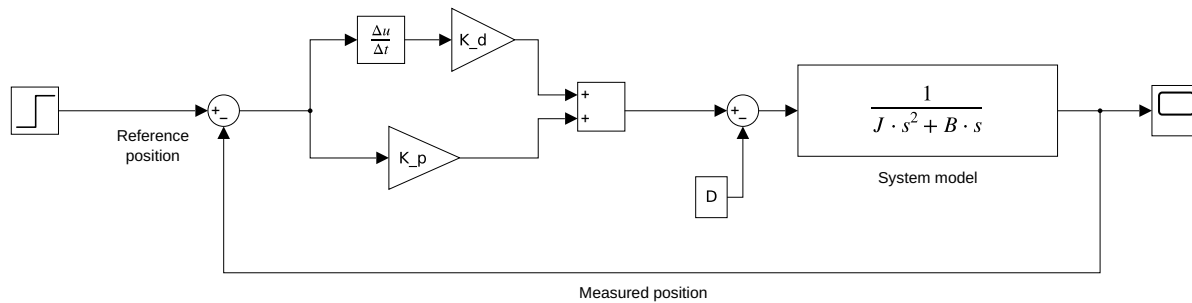 Δu
Δt
K_d
+
+
+
−
Reference
position
K_p
+
−
D
1
J · s² + B · s
System model
Measured position